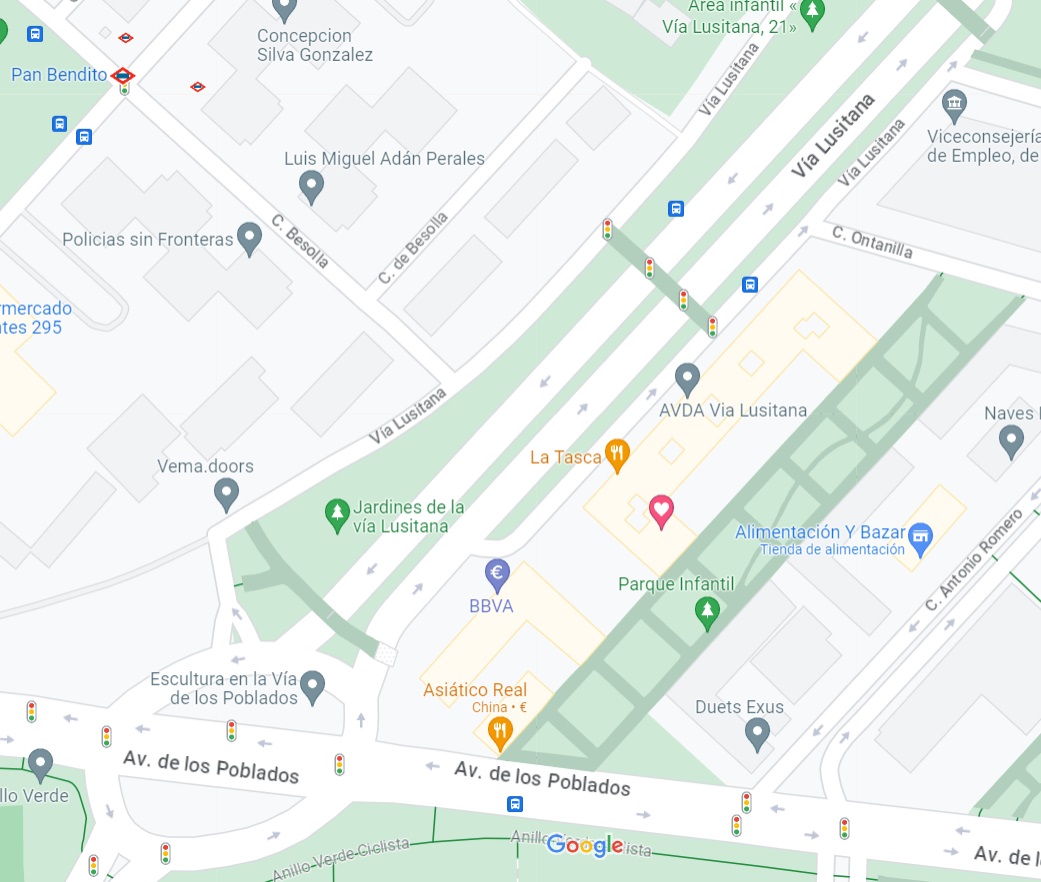 Área infantil «
Vía Lusitana, 21»
Concepcion
Silva Gonzalez
Pan Bendito
Vía Lusitana
Vía Lusitana
Vía Lusitana
Viceconsejería
de Empleo, de
Luis Miguel Adán Perales
C. Besolla
C. de Besolla
Policias sin Fronteras
C. Ontanilla
rmercado
ntes 295
AVDA Via Lusitana
Vía Lusitana
Naves
La Tasca
Vema.doors
Jardines de la
vía Lusitana
Alimentación Y Bazar
Tienda de alimentación
C. Antonio Romero
BBVA
Parque Infantil
Escultura en la Vía
de los Poblados
Asiático Real
China • €
Duets Exus
Av. de los Poblados
Av. de los Poblados
llo Verde
Anillo Verde Ciclista
Google
lista
Av. de l